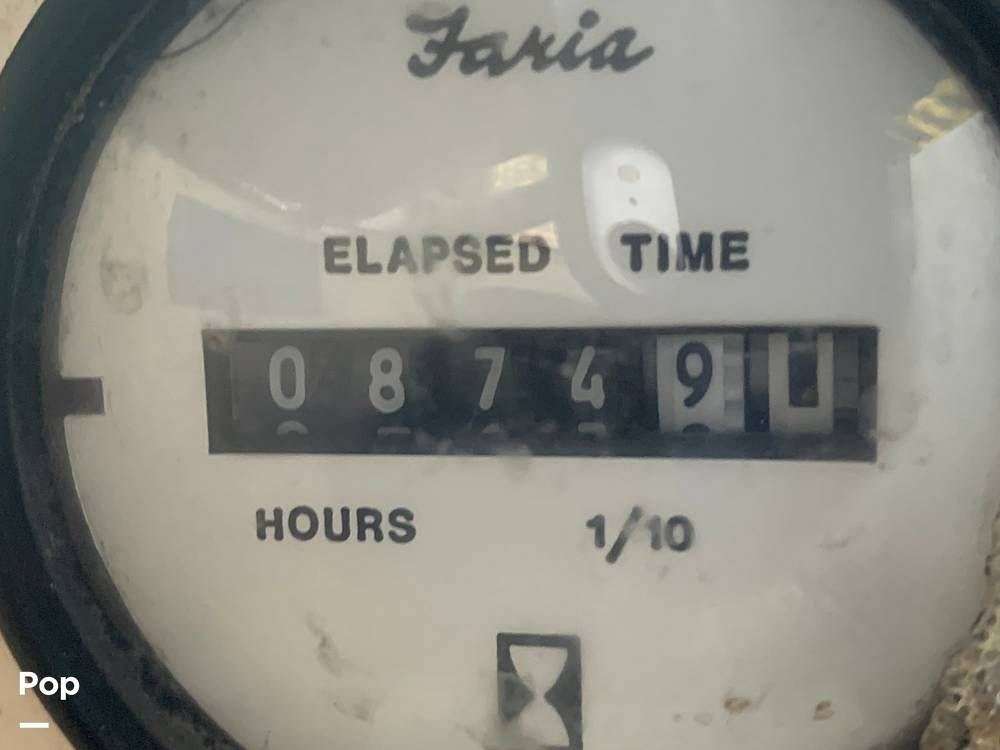 Faria
ELAPSED TIME
0 8 7 4 9
HOURS 1/10
Pop